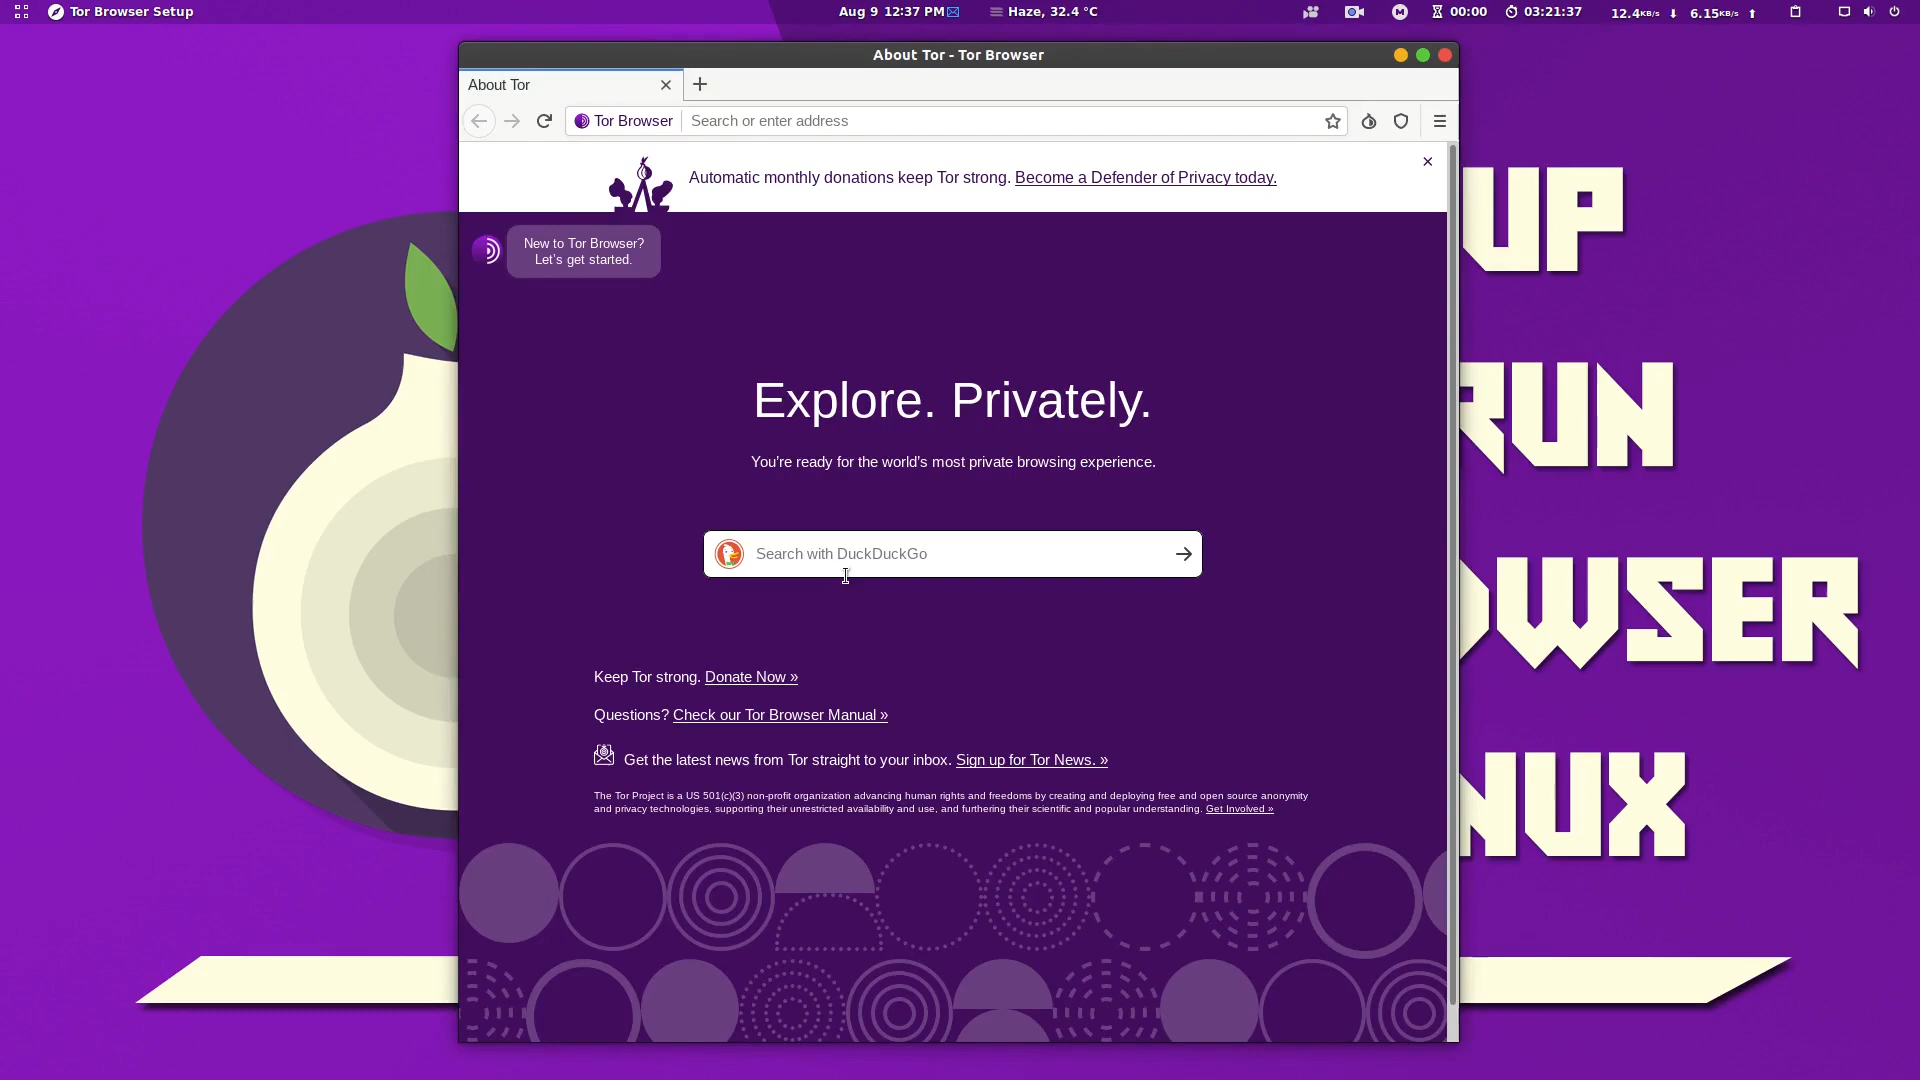 Tor Browser Setup
Aug 9 12:37 PM
Haze, 32.4 °C
M
00:00
03:21:37
12.4KB/s
6.15KB/s
About Tor - Tor Browser
About Tor
Tor Browser
Search or enter address
Automatic monthly donations keep Tor strong. Become a Defender of Privacy today.
New to Tor Browser?
Let's get started.
UP
Explore. Privately.
RUN
You're ready for the world's most private browsing experience.
Search with DuckDuckGo
OWSER
Keep Tor strong. Donate Now »
Questions? Check our Tor Browser Manual »
Get the latest news from Tor straight to your inbox. Sign up for Tor News. »
NUX
The Tor Project is a US 501(c)(3) non-profit organization advancing human rights and freedoms by creating and deploying free and open source anonymity
and privacy technologies, supporting their unrestricted availability and use, and furthering their scientific and popular understanding. Get Involved »